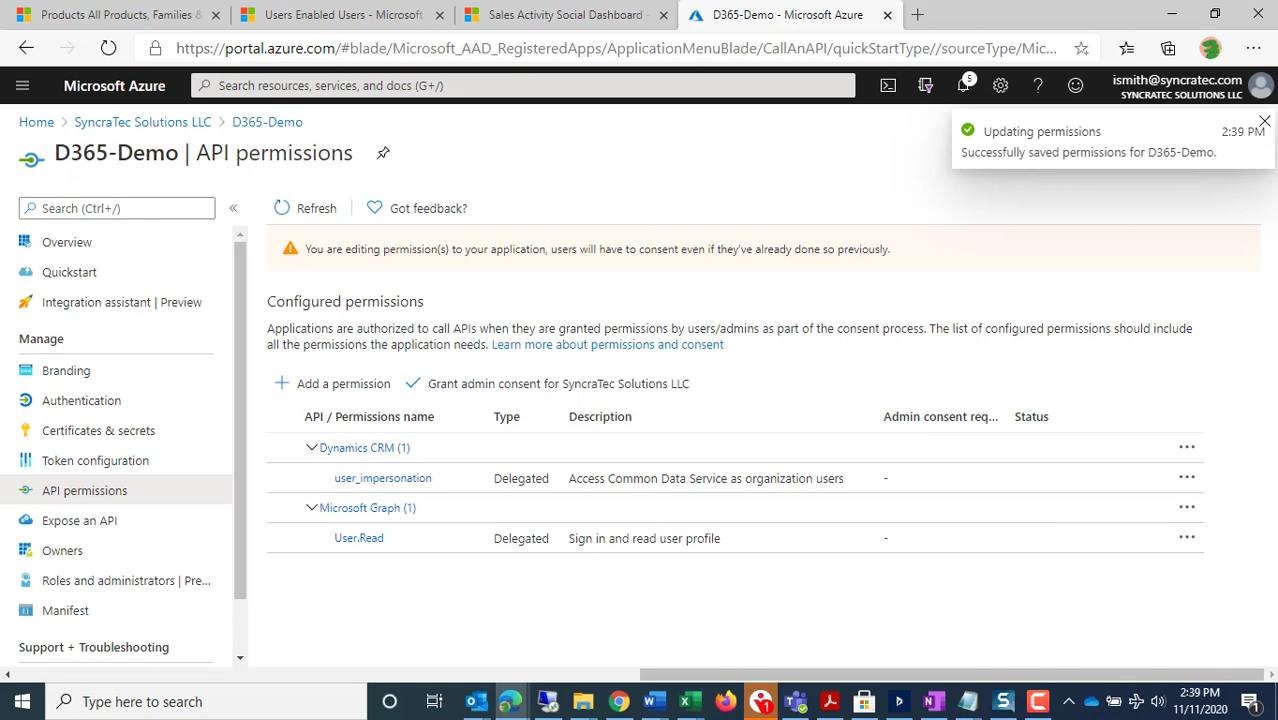 Products All Products, Families &
Users Enabled Users - Microsoft
Sales Activity Social Dashboard -
D365-Demo - Microsoft Azure
https://portal.azure.com/#blade/Microsoft_AAD_RegisteredApps/ApplicationMenuBlade/CallAnAPI/quickStartType//sourceType/Mic...
Microsoft Azure
Search resources, services, and docs (G+/)
5
ismith@syncratec.com
SYNCRATEC SOLUTIONS LLC
Home
SyncraTec Solutions LLC
D365-Demo
Updating permissions
2:39 PM
Successfully saved permissions for D365-Demo.
D365-Demo | API permissions
Search (Ctrl+/)
«
Refresh
Got feedback?
Overview
Quickstart
Integration assistant | Preview
Manage
Branding
Authentication
Certificates & secrets
Token configuration
API permissions
Expose an API
Owners
Roles and administrators | Pre...
Manifest
Support + Troubleshooting
You are editing permission(s) to your application, users will have to consent even if they've already done so previously.
Configured permissions
Applications are authorized to call APIs when they are granted permissions by users/admins as part of the consent process. The list of configured permissions should include
all the permissions the application needs. Learn more about permissions and consent
Add a permission
Grant admin consent for SyncraTec Solutions LLC
API / Permissions name
Type
Description
Admin consent req...
Status
Dynamics CRM (1)
user_impersonation
Delegated
Access Common Data Service as organization users
-
Microsoft Graph (1)
User.Read
Delegated
Sign in and read user profile
-
Type here to search
2:39 PM
11/11/2020
1